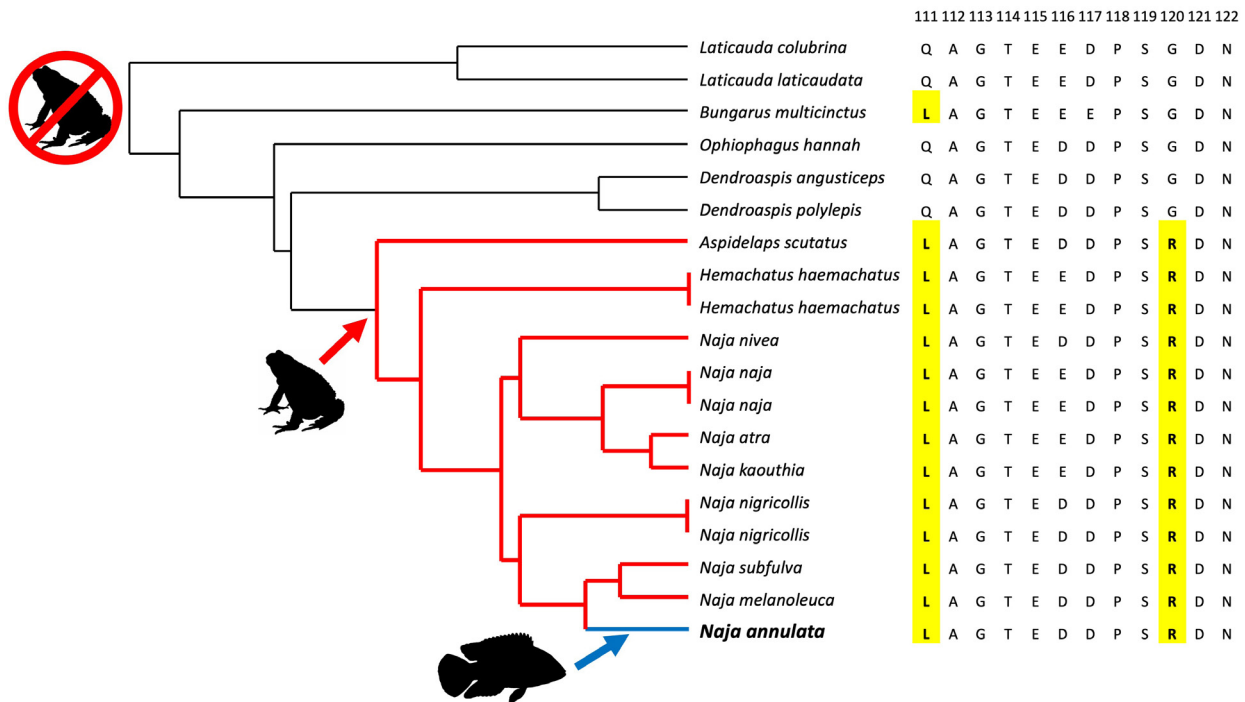 111 112 113 114 115 116 117 118 119 120 121 122
Laticauda colubrina Q A G T E E D P S G D N
Laticauda laticaudata Q A G T E E D P S G D N
Bungarus multicinctus L A G T E E E P S G D N
Ophiophagus hannah Q A G T E D D P S G D N
Dendroaspis angusticeps Q A G T E D D P S G D N
Dendroaspis polylepis Q A G T E D D P S G D N
Aspidelaps scutatus L A G T E D D P S R D N
Hemachatus haemachatus L A G T E E D P S R D N
Hemachatus haemachatus L A G T E E D P S R D N
Naja nivea L A G T E E D P S R D N
Naja naja L A G T E E D P S R D N
Naja naja L A G T E E D P S R D N
Naja atra L A G T E E D P S R D N
Naja kaouthia L A G T E E D P S R D N
Naja nigricollis L A G T E D D P S R D N
Naja nigricollis L A G T E D D P S R D N
Naja subfulva L A G T E D D P S R D N
Naja melanoleuca L A G T E D D P S R D N
Naja annulata L A G T E D D P S R D N